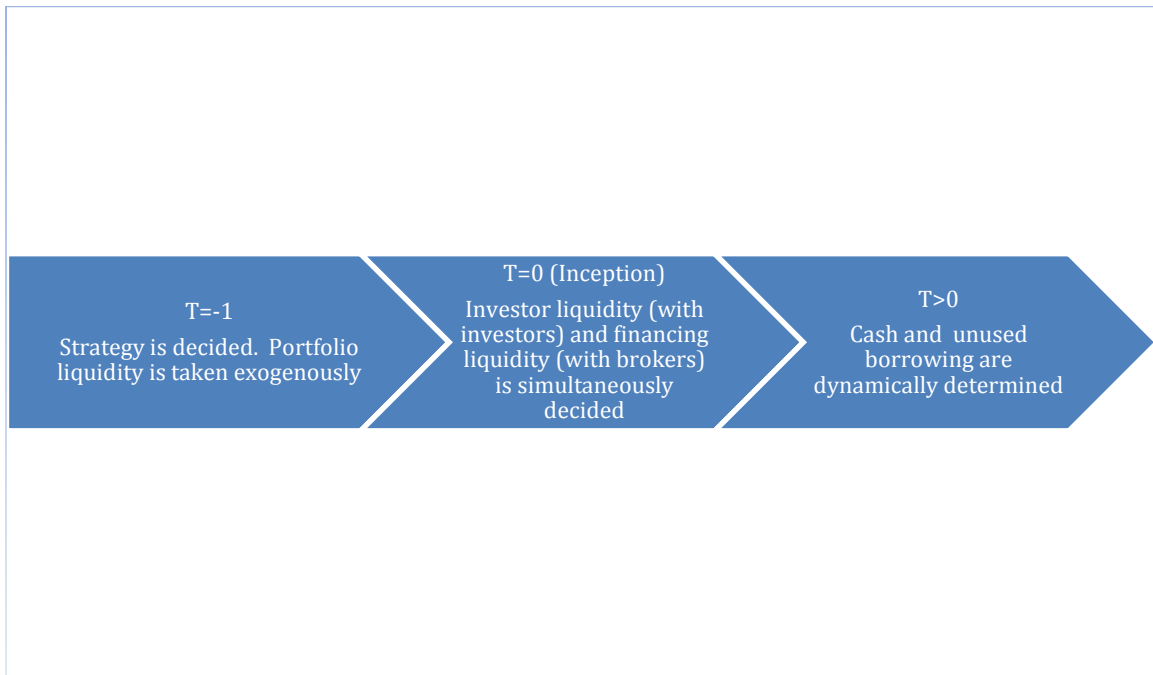 T=-1
Strategy is decided.  Portfolio
liquidity is taken exogenously
T=0 (Inception)
Investor liquidity (with
investors) and financing
liquidity (with brokers)
is simultaneously
decided
T>0
Cash and  unused
borrowing are
dynamically determined